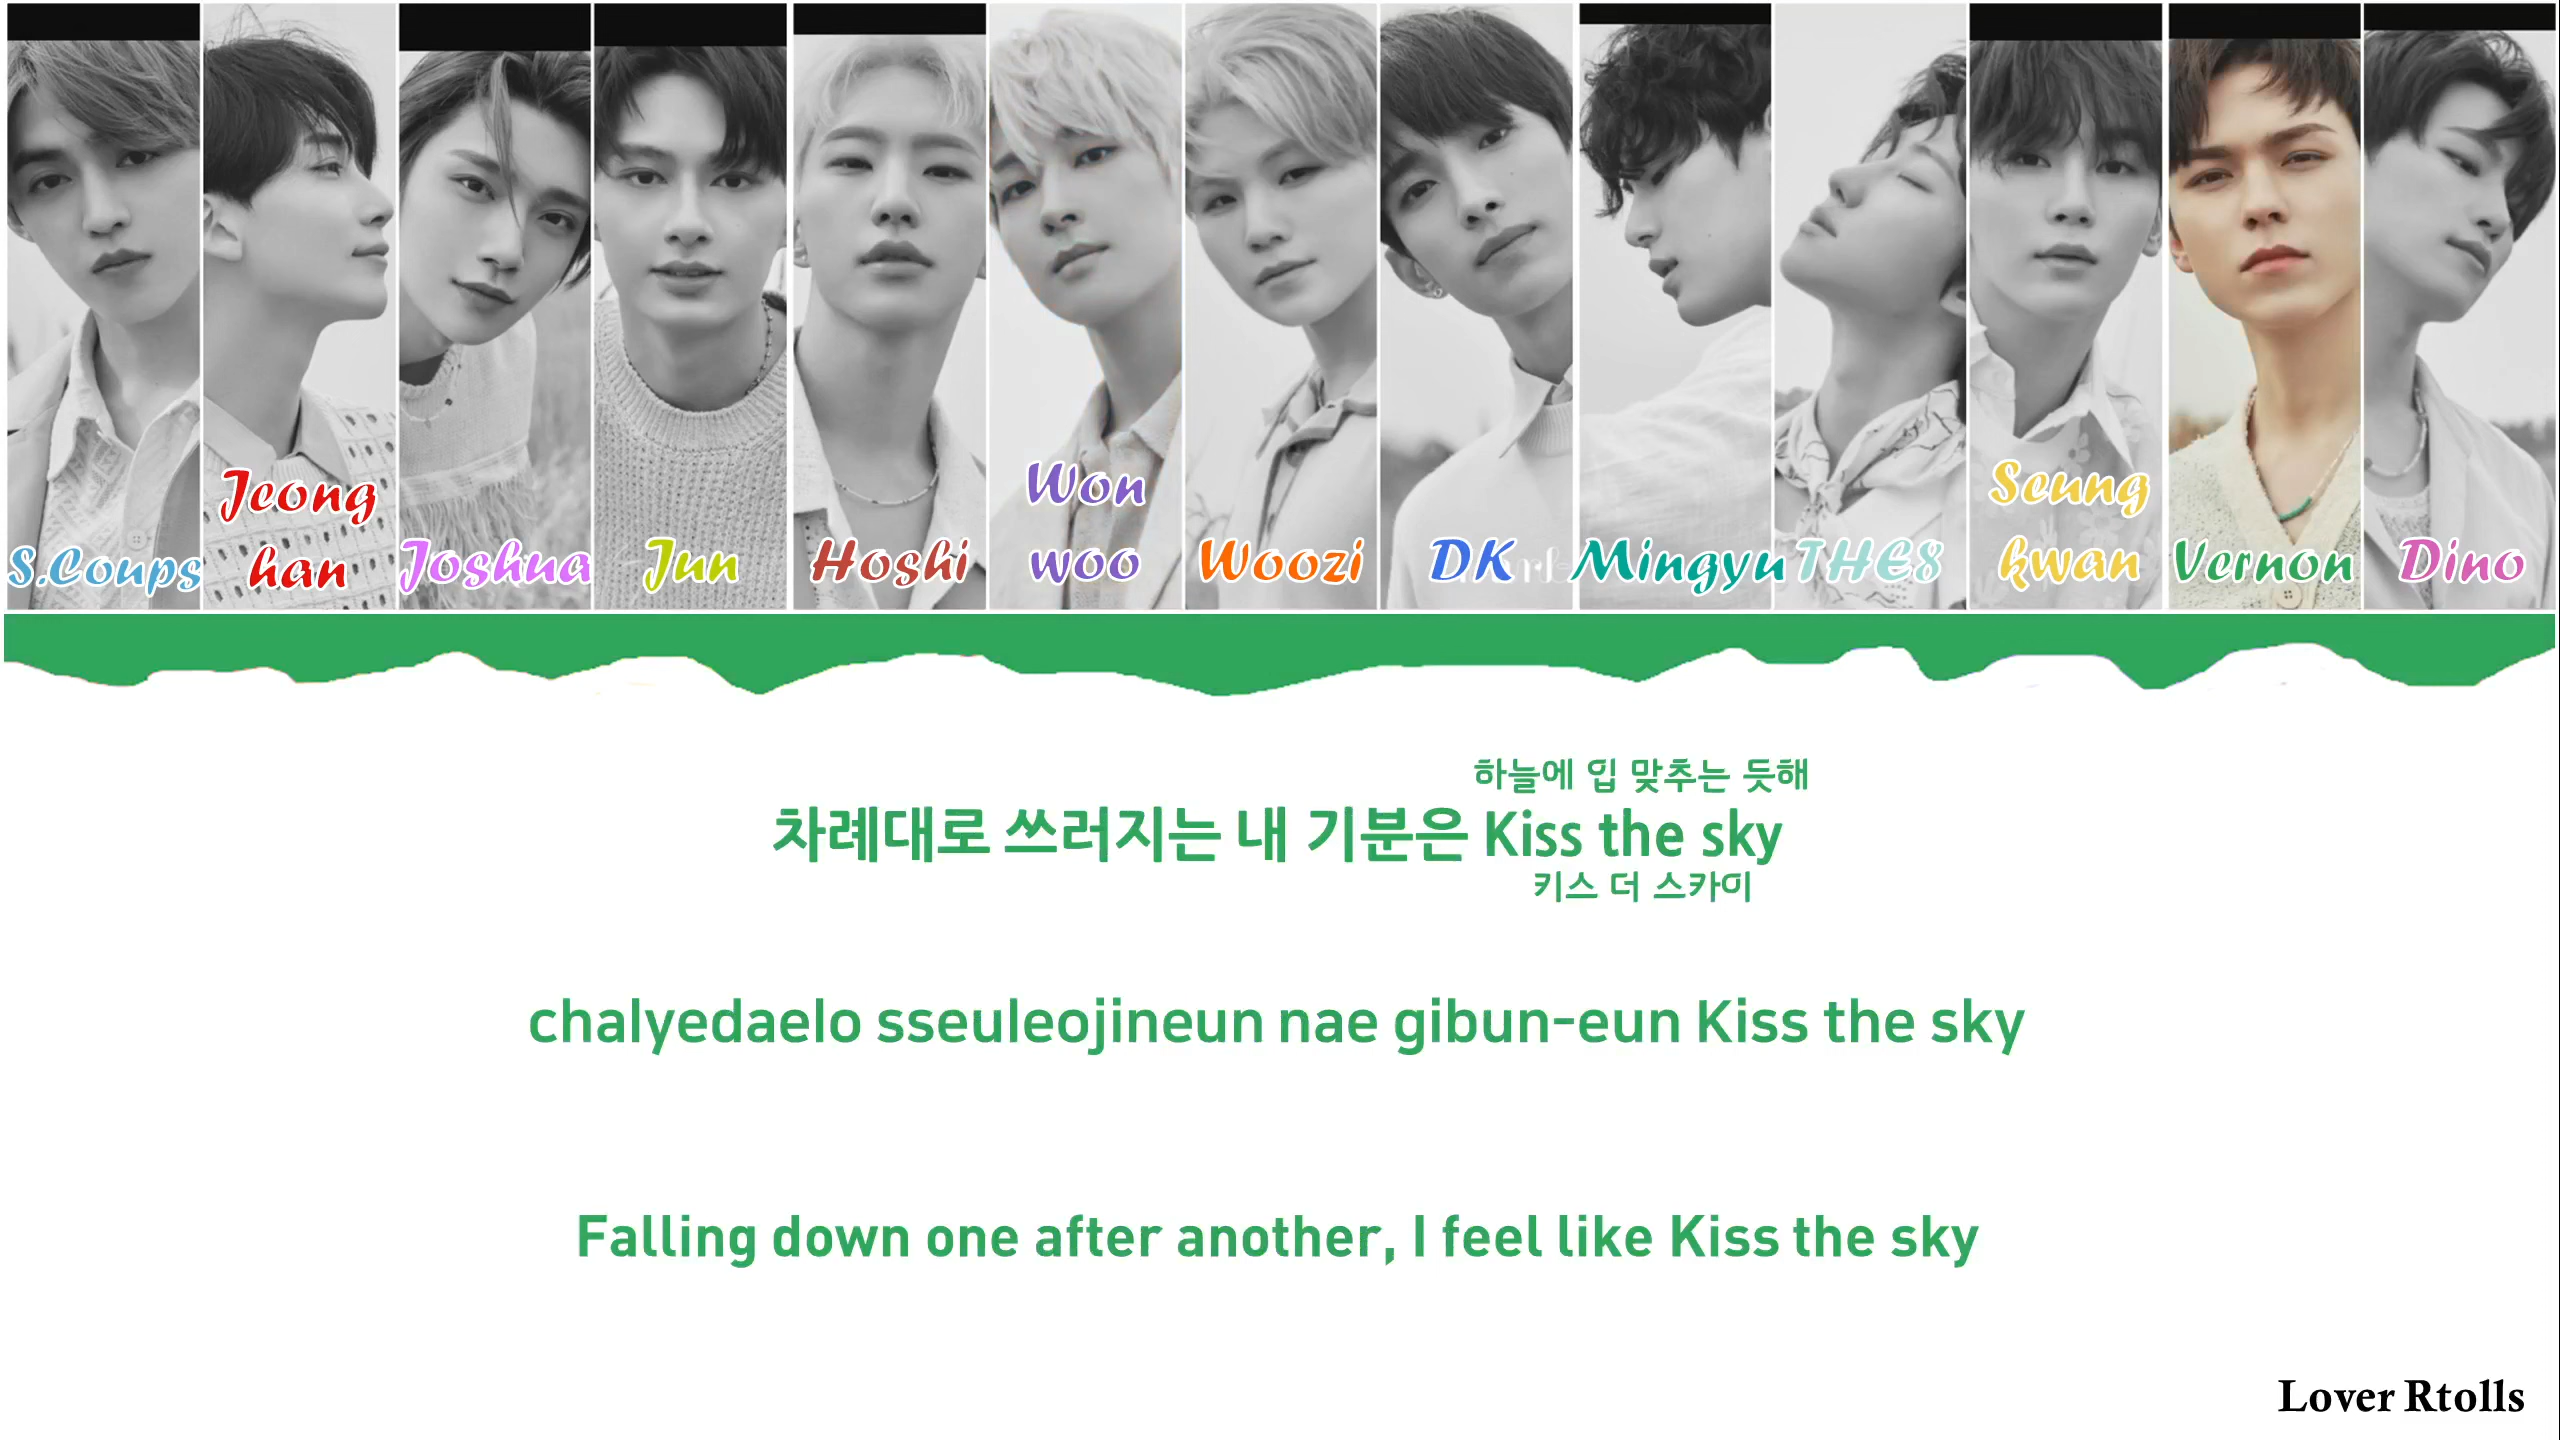 S.Coups
Jeong
han
Joshua
Jun
Hoshi
Won
woo
Woozi
DK
Mingyu
THE8
Seung
kwan
Vernon
Dino
하늘에 입 맞추는 듯해
차례대로 쓰러지는 내 기분은 Kiss the sky
키스 더 스카이
chalyedaelo sseuleojineun nae gibun-eun Kiss the sky
Falling down one after another, I feel like Kiss the sky
Lover Rtolls